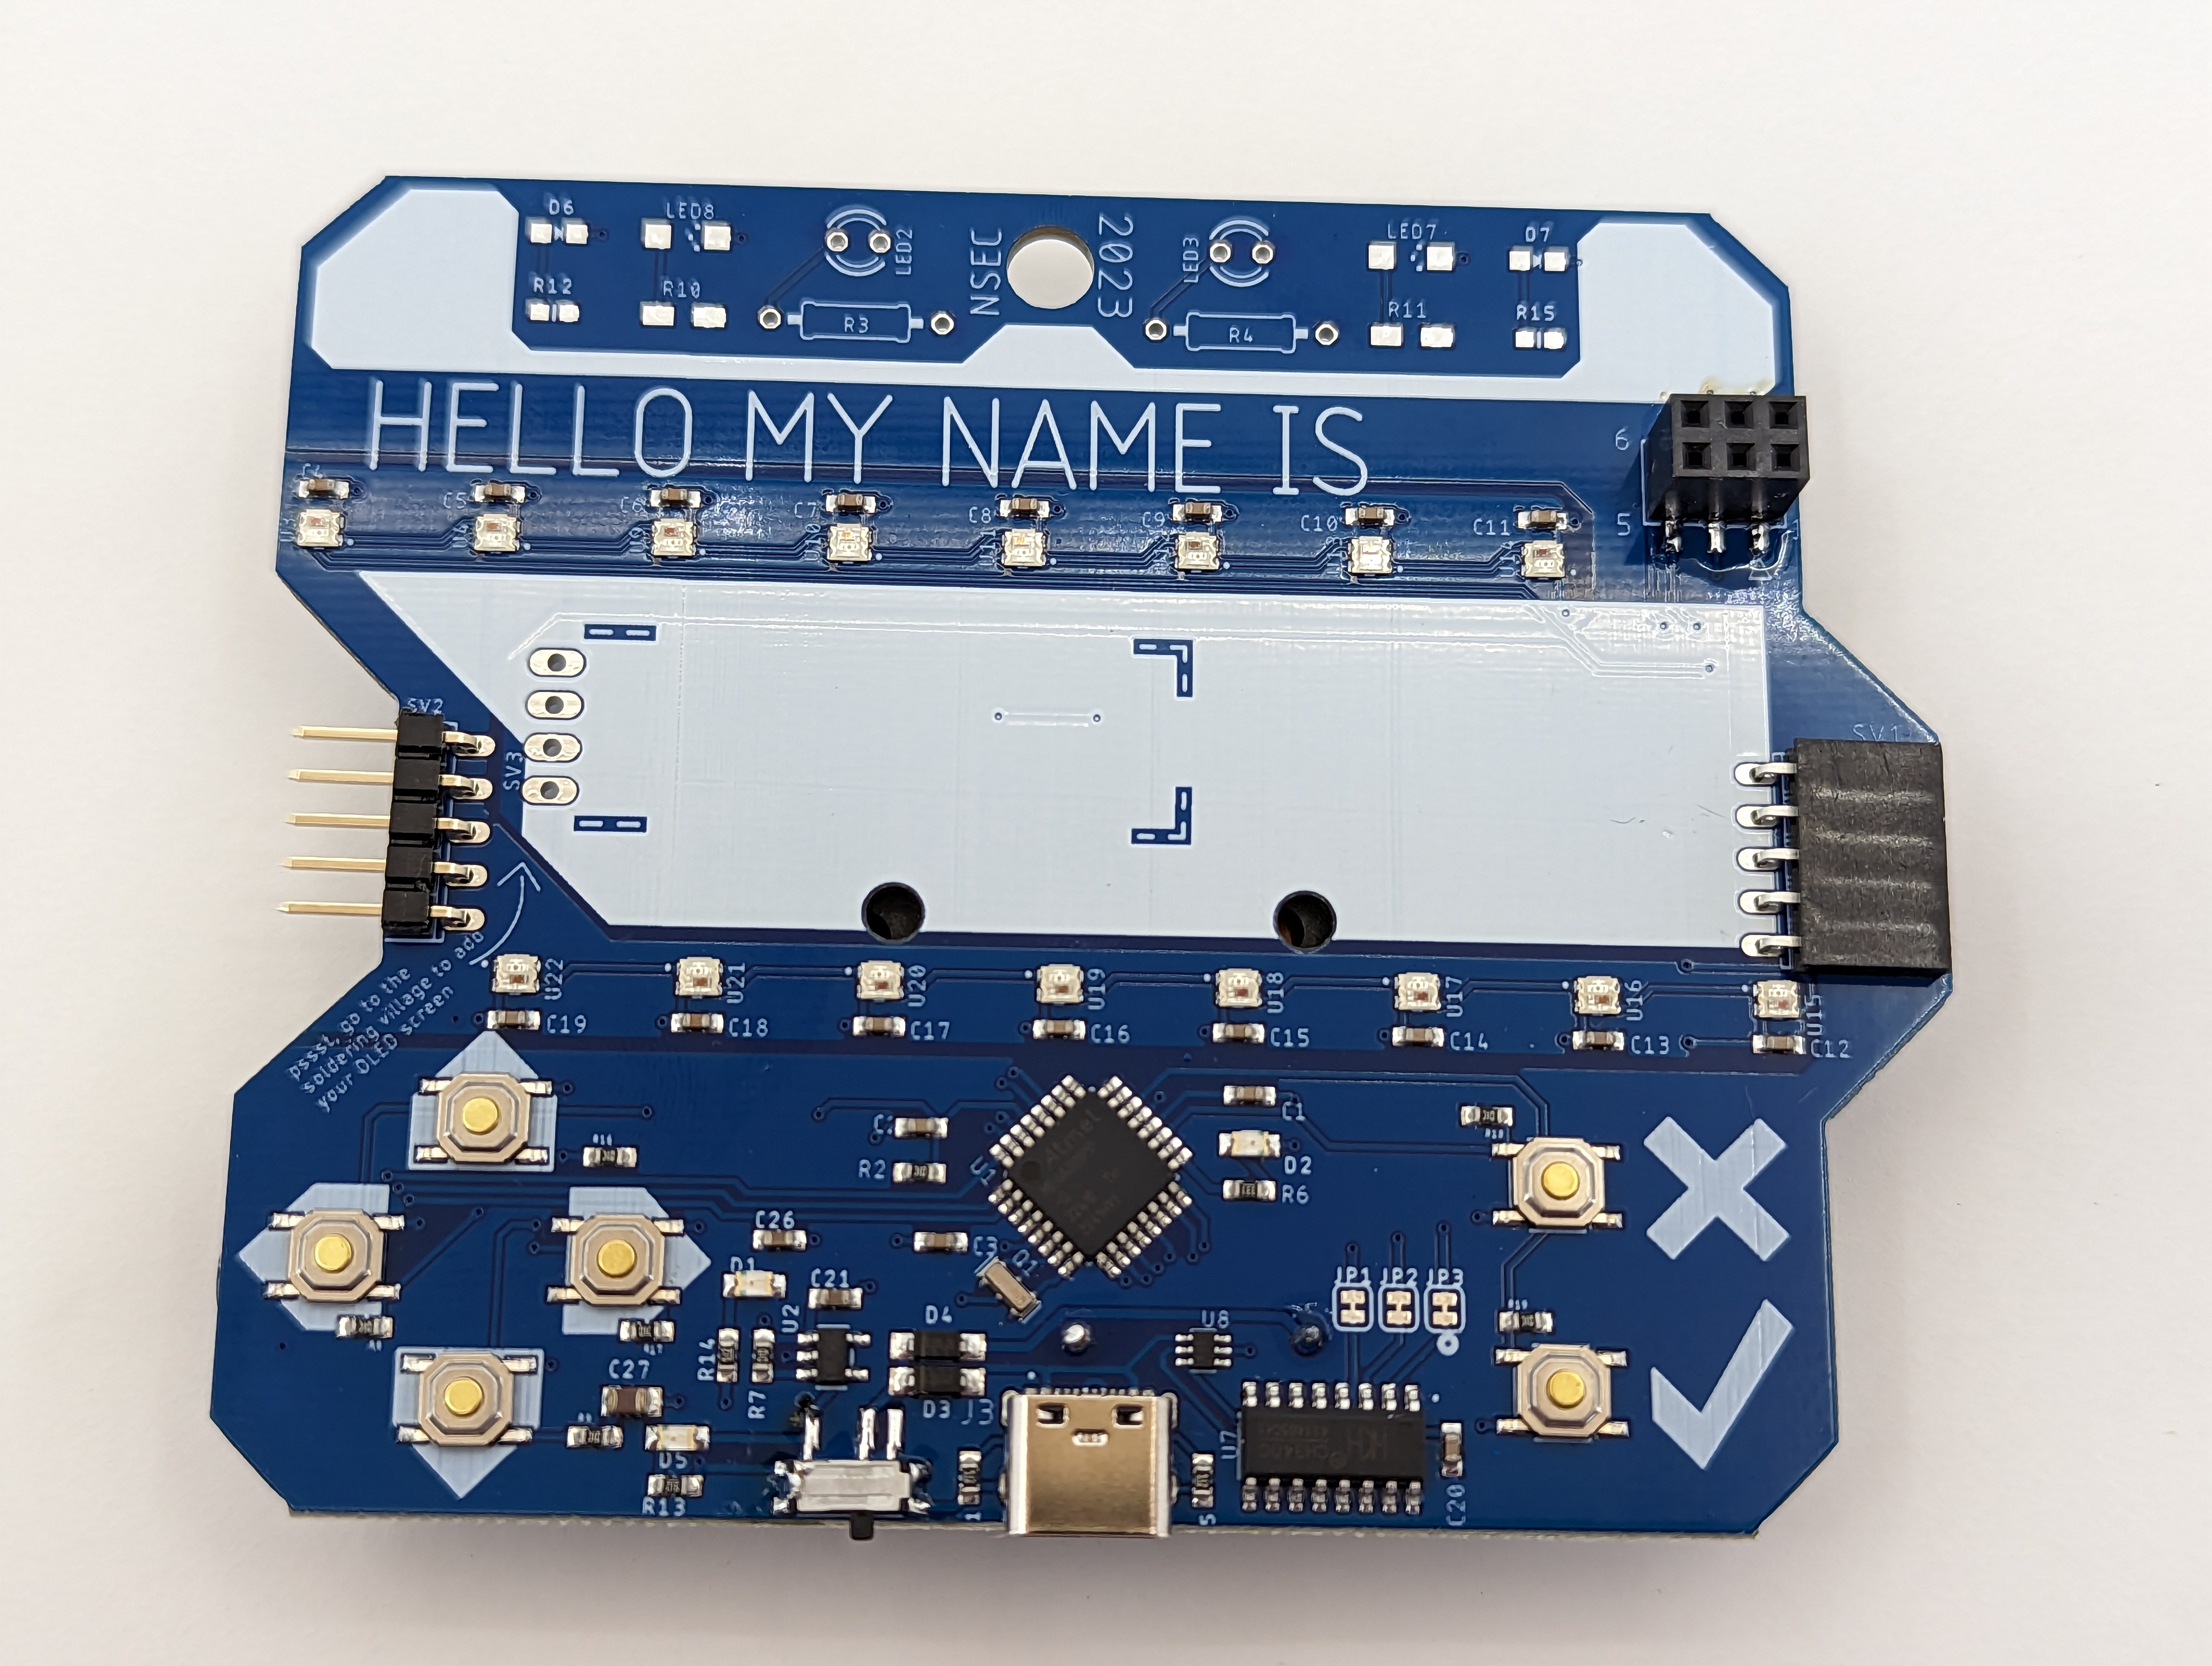 D6
LED8
LED2
NSEC
2023
LED3
LED7
D7
R12
R10
R3
R4
R11
R15
HELLO MY NAME IS
6
5
C4
C5
C6
C7
C8
C9
C10
C11
SV2
SV3
SV1
pssst, go to the
soldering village to add
your OLED screen
U22
U21
U20
U19
U18
U17
U16
U15
C19
C18
C17
C16
C15
C14
C13
C12
C1
R2
U1
Atmel
D2
R6
C26
C3
D1
C21
U2
D4
U8
JP1
JP2
JP3
R14
R7
C27
D3
J3
U7
CH340C
D5
R13
C20